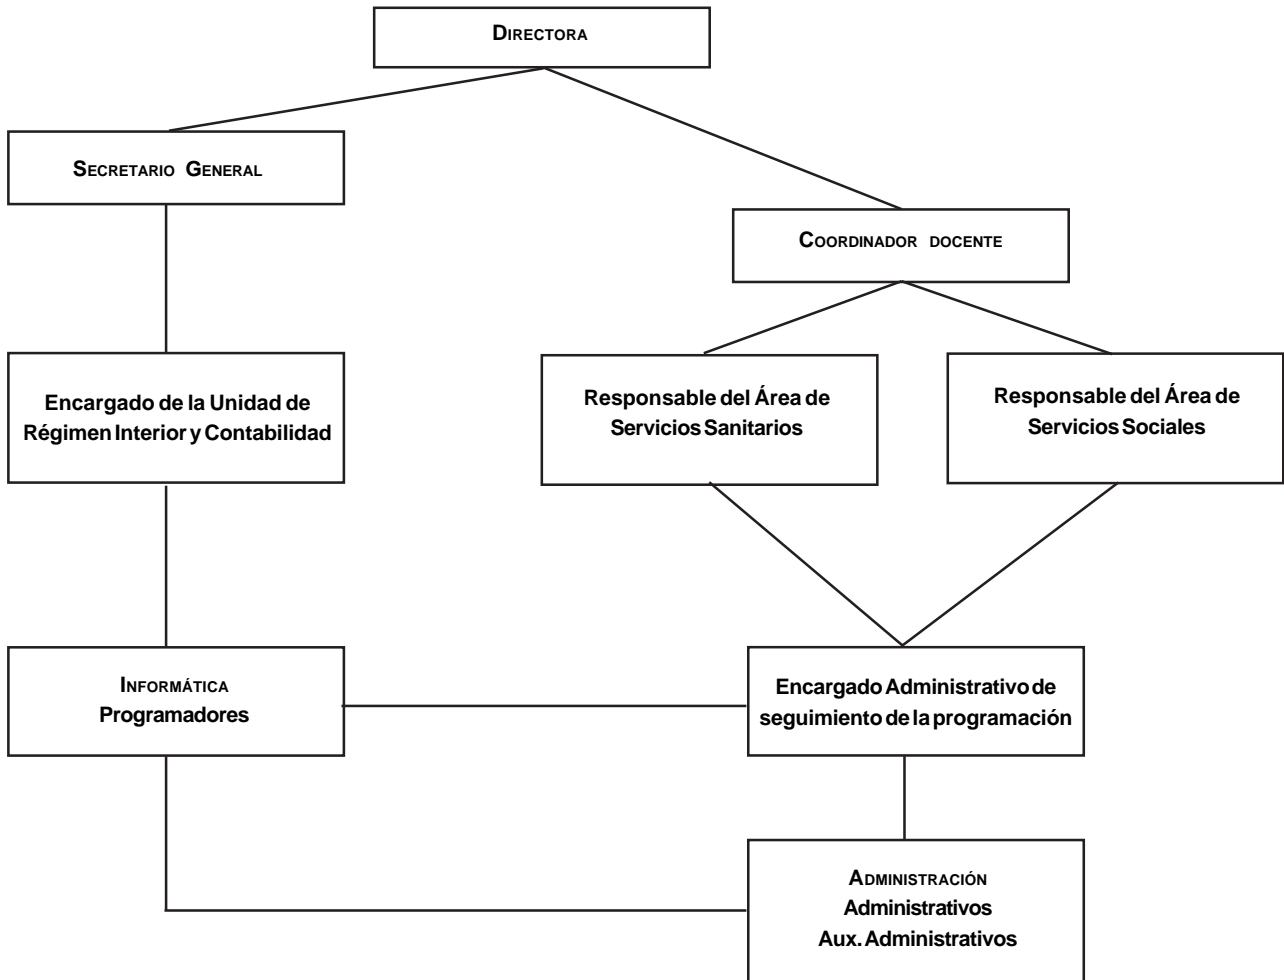 DIRECTORA
SECRETARIO GENERAL
COORDINADOR DOCENTE
Encargado de la Unidad de
Régimen Interior y Contabilidad
Responsable del Área de
Servicios Sanitarios
Responsable del Área de
Servicios Sociales
INFORMÁTICA
Programadores
Encargado Administrativo de
seguimiento de la programación
ADMINISTRACIÓN
Administrativos
Aux. Administrativos